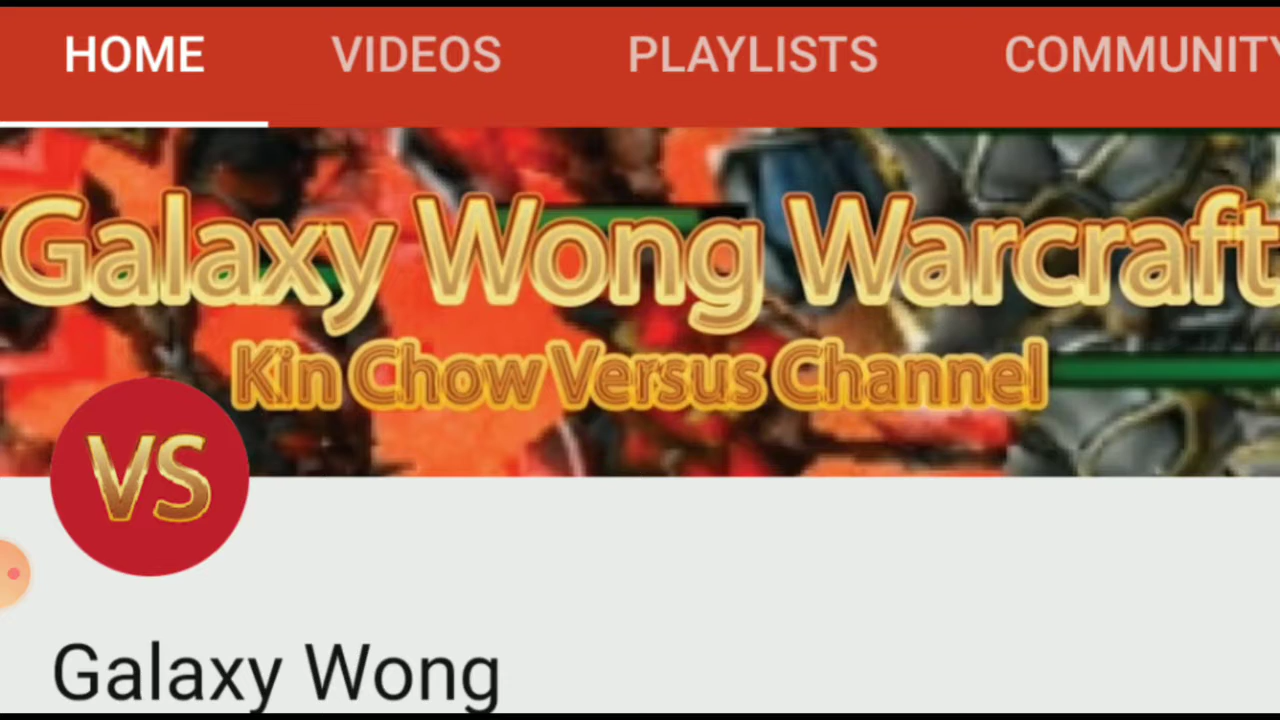 HOME VIDEOS PLAYLISTS COMMUNITY
Galaxy Wong Warcraft
Kin Chow Versus Channel
VS
Galaxy Wong